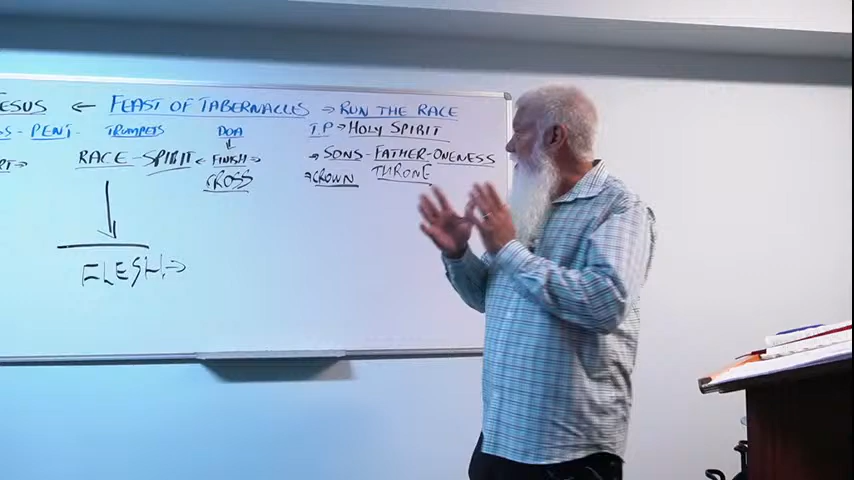 ESUS ← FEAST OF TABERNACLES → RUN THE RACE
S - PENT - TRUMPETS DOA T.P → HOLY SPIRIT
RT → RACE - SPIRIT ← FINISH → → SONS - FATHER - ONENESS
CROSS → CROWN THRONE
FLESH →